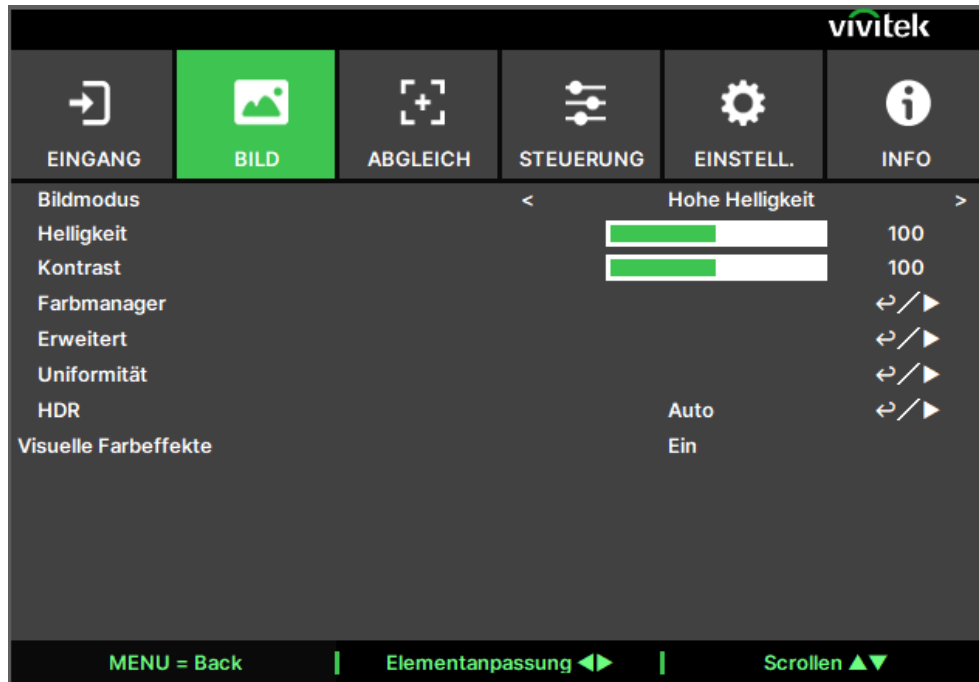 vivitek
EINGANG BILD ABGLEICH STEUERUNG EINSTELL. INFO
Bildmodus < Hohe Helligkeit >
Helligkeit 100
Kontrast 100
Farbmanager ↩/▶
Erweitert ↩/▶
Uniformität ↩/▶
HDR Auto ↩/▶
Visuelle Farbeffekte Ein
MENU = Back | Elementanpassung ◀▶ | Scrollen ▲▼